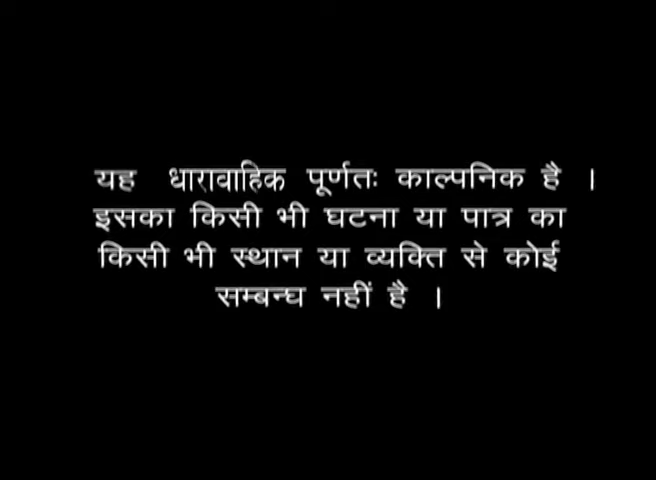 यह धारावाहिक पूर्णतः काल्पनिक है ।
इसका किसी भी घटना या पात्र का
किसी भी स्थान या व्यक्ति से कोई
सम्बन्ध नहीं है ।